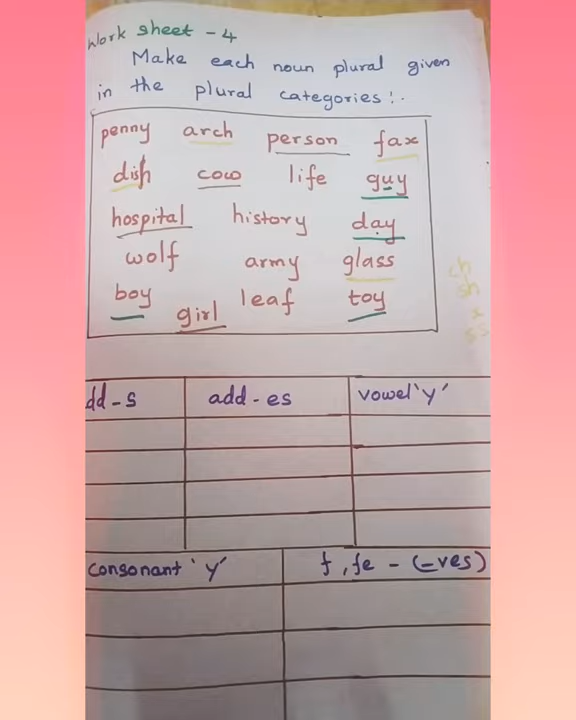 Work sheet - 4
Make each noun plural given
in the plural categories:.
penny arch person fax
dish cow life guy
hospital history day
wolf army glass
boy girl leaf toy
ch
sh
x
ss
dd-s add-es vowel 'y'
consonant 'y' f, fe - (-ves)